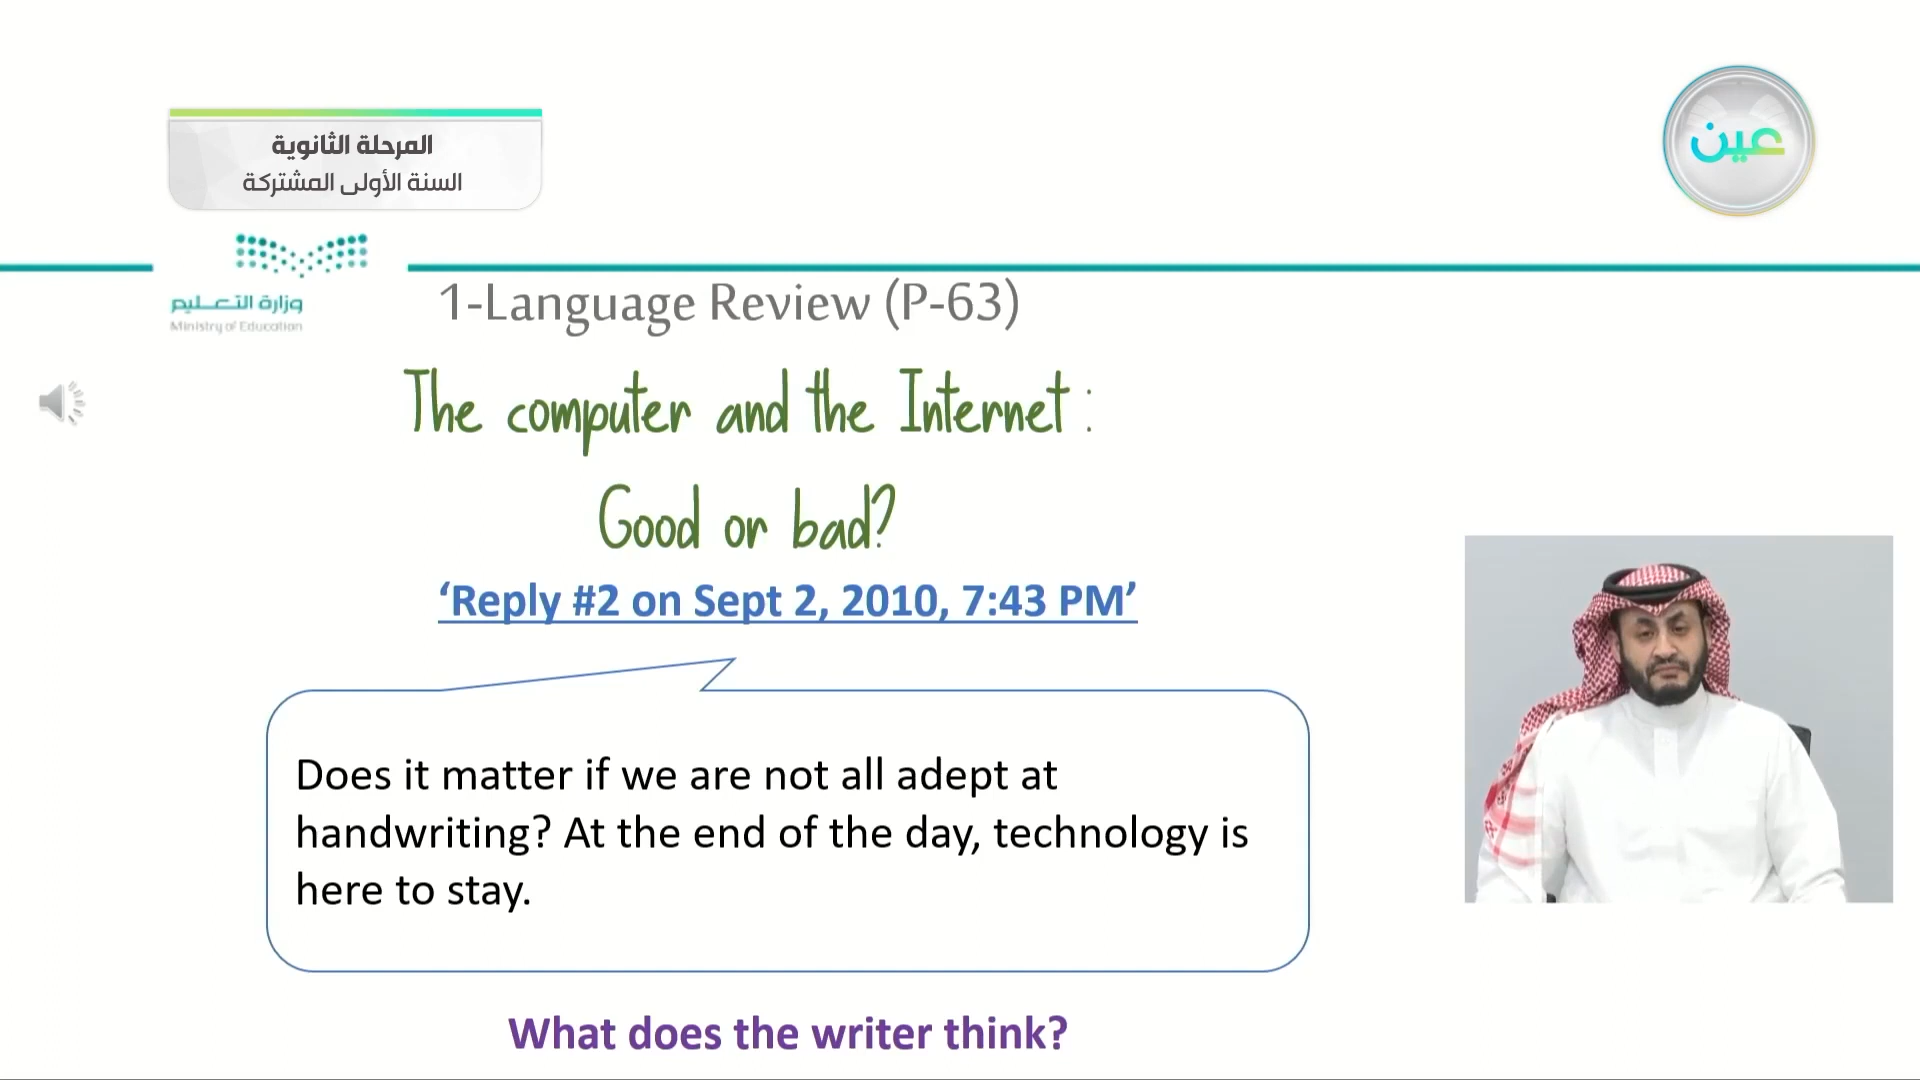 المرحلة الثانوية
السنة الأولى المشتركة
عين
وزارة التعليم
Ministry of Education
1-Language Review (P-63)
The computer and the Internet :
Good or bad?
‘Reply #2 on Sept 2, 2010, 7:43 PM’
Does it matter if we are not all adept at
handwriting? At the end of the day, technology is
here to stay.
What does the writer think?